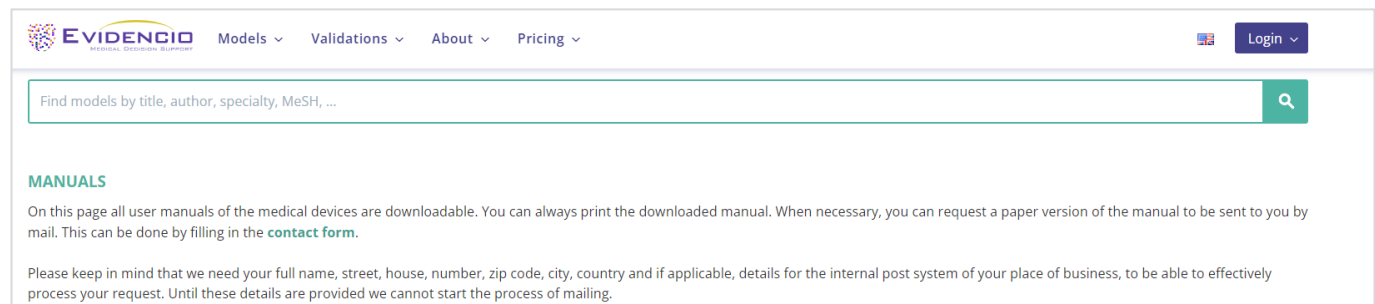 EVIDENCIO Models Validations About Pricing Login
MEDICAL DECISION SUPPORT
Find models by title, author, specialty, MeSH, ...
MANUALS
On this page all user manuals of the medical devices are downloadable. You can always print the downloaded manual. When necessary, you can request a paper version of the manual to be sent to you by
mail. This can be done by filling in the contact form.
Please keep in mind that we need your full name, street, house, number, zip code, city, country and if applicable, details for the internal post system of your place of business, to be able to effectively
process your request. Until these details are provided we cannot start the process of mailing.